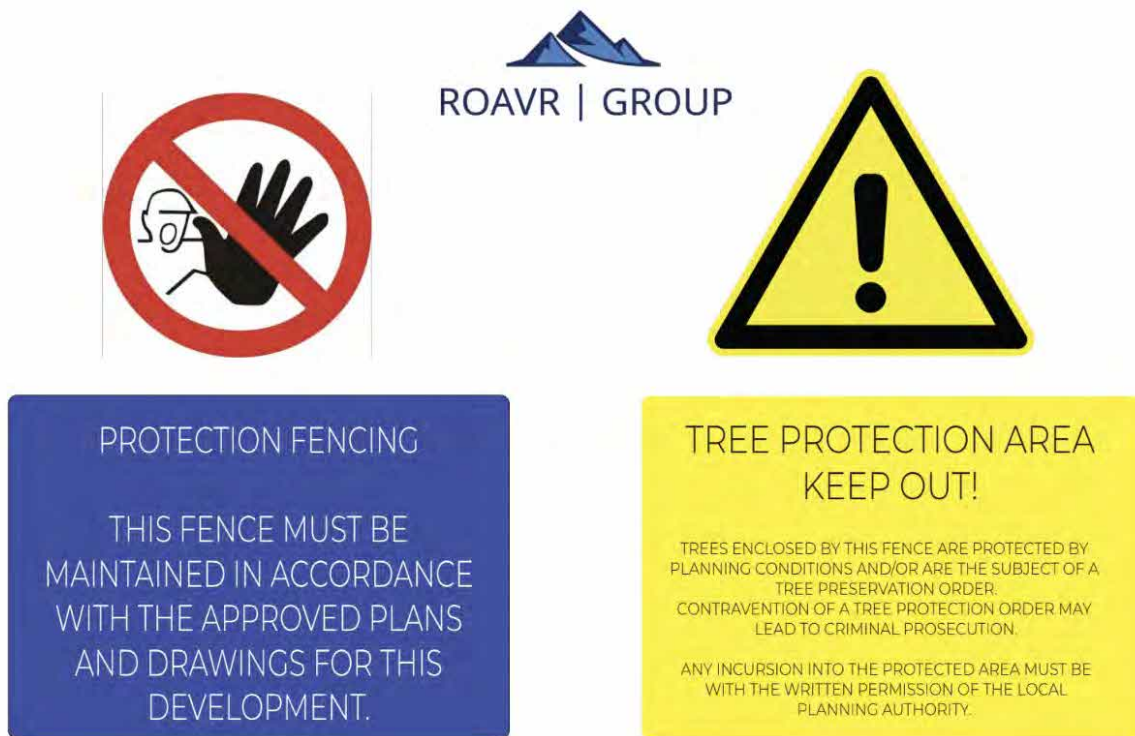 ROAVR | GROUP
PROTECTION FENCING
THIS FENCE MUST BE
MAINTAINED IN ACCORDANCE
WITH THE APPROVED PLANS
AND DRAWINGS FOR THIS
DEVELOPMENT.
TREE PROTECTION AREA
KEEP OUT!
TREES ENCLOSED BY THIS FENCE ARE PROTECTED BY
PLANNING CONDITIONS AND/OR ARE THE SUBJECT OF A
TREE PRESERVATION ORDER.
CONTRAVENTION OF A TREE PROTECTION ORDER MAY
LEAD TO CRIMINAL PROSECUTION.
ANY INCURSION INTO THE PROTECTED AREA MUST BE
WITH THE WRITTEN PERMISSION OF THE LOCAL
PLANNING AUTHORITY.